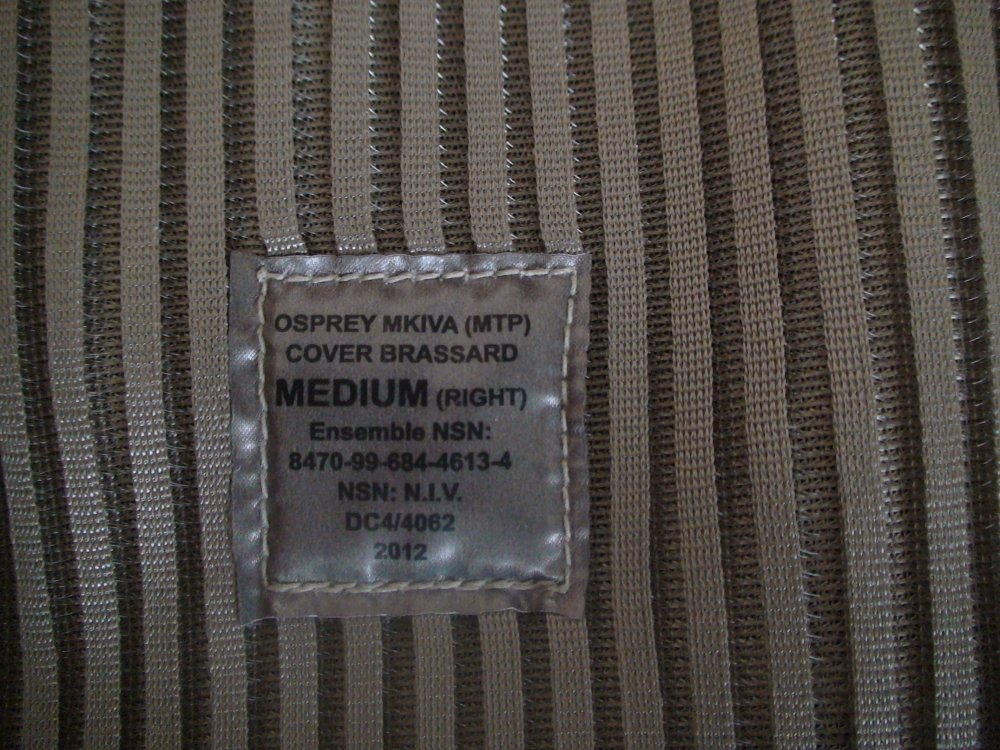 OSPREY MKIVA (MTP)
COVER BRASSARD
MEDIUM (RIGHT)
Ensemble NSN:
8470-99-684-4613-4
NSN: N.I.V.
DC4/4062
2012